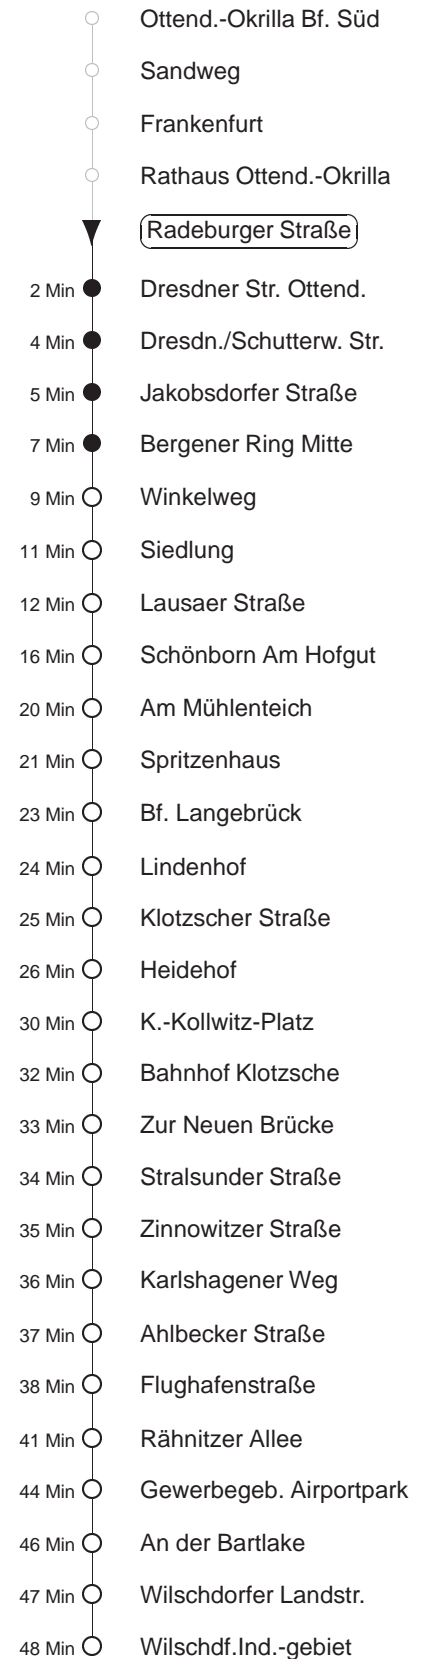 Ottend.-Okrilla Bf. Süd
Sandweg
Frankenfurt
Rathaus Ottend.-Okrilla
Radeburger Straße
2 Min Dresdner Str. Ottend.
4 Min Dresdn./Schutterw. Str.
5 Min Jakobsdorfer Straße
7 Min Bergener Ring Mitte
9 Min Winkelweg
11 Min Siedlung
12 Min Lausaer Straße
16 Min Schönborn Am Hofgut
20 Min Am Mühlenteich
21 Min Spritzenhaus
23 Min Bf. Langebrück
24 Min Lindenhof
25 Min Klotzscher Straße
26 Min Heidehof
30 Min K.-Kollwitz-Platz
32 Min Bahnhof Klotzsche
33 Min Zur Neuen Brücke
34 Min Stralsunder Straße
35 Min Zinnowitzer Straße
36 Min Karlshagener Weg
37 Min Ahlbecker Straße
38 Min Flughafenstraße
41 Min Rähnitzer Allee
44 Min Gewerbegeb. Airportpark
46 Min An der Bartlake
47 Min Wilschdorfer Landstr.
48 Min Wilschdf.Ind.-gebiet